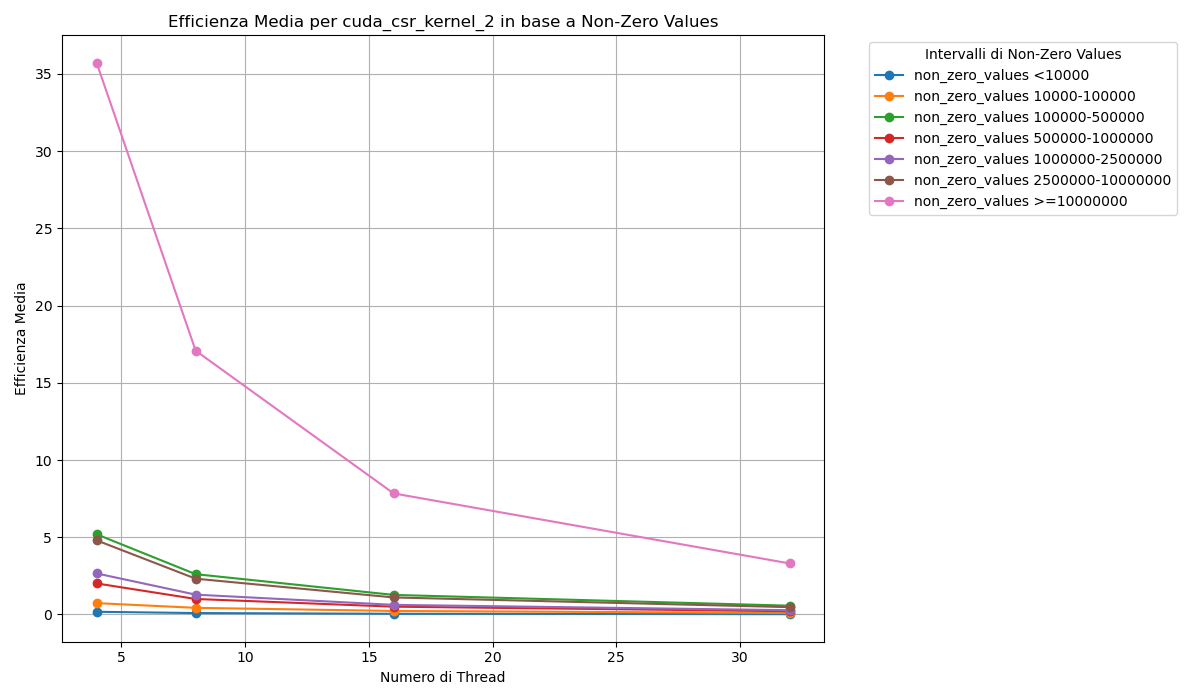 Efficienza Media per cuda_csr_kernel_2 in base a Non-Zero Values
Efficienza Media
35
30
25
20
15
10
5
0
5
10
15
20
25
30
Numero di Thread
Intervalli di Non-Zero Values
non_zero_values <10000
non_zero_values 10000-100000
non_zero_values 100000-500000
non_zero_values 500000-1000000
non_zero_values 1000000-2500000
non_zero_values 2500000-10000000
non_zero_values >=10000000